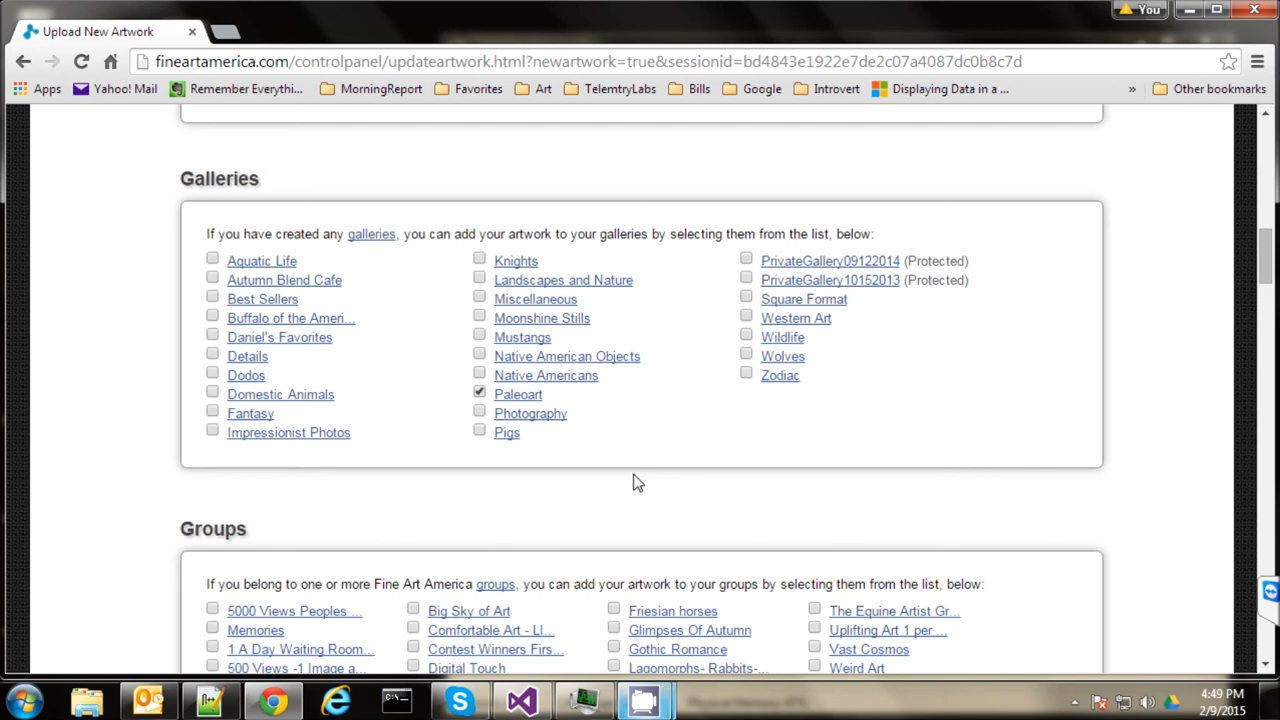 You
Upload New Artwork
fineartamerica.com/controlpanel/updateartwork.html?newartwork=true&sessionid=bd4843e1922e7de2c07a4087dc0b8c7d
Apps Yahoo! Mail Remember Everythi... MorningReport Favorites Art TelemtryLabs Bills Google Introvert Displaying Data in a ... » Other bookmarks
Galleries
If you have created any galleries, you can add your artwork to your galleries by selecting them from the list, below:
Aquatic Life Knights PrivateGallery09122014 (Protected)
Autumn Blend Cafe Landscapes and Nature PrivateGallery10152013 (Protected)
Best Sellers Miscellaneous Square Format
Buffalo of the Ameri... Moonshine Stills Western Art
Daniel's Favorites Mustangs Wildlife
Details Native American Objects Wolves
Dodos Native Americans Zodiac
Domestic Animals Paleoart
Fantasy Photography
Impressionist Photos Pigs
Groups
If you belong to one or more Fine Art America groups, you can add your artwork to your groups by selecting them from the list, below:
5000 Views Peoples ... Big Sky of Art Friesian horses The Equine Artist Gr...
Memories Comfortable Art - LI... Glimpses Of Autumn Uplifting Art 1 per ...
1 A Day Waiting Room... Contest Winners Firs... Gothic Romance Vast Cosmos
500 Views -1 Image a... Digital Touch Lagomorphs- Rabbits-... Weird Art
4:49 PM
2/9/2015